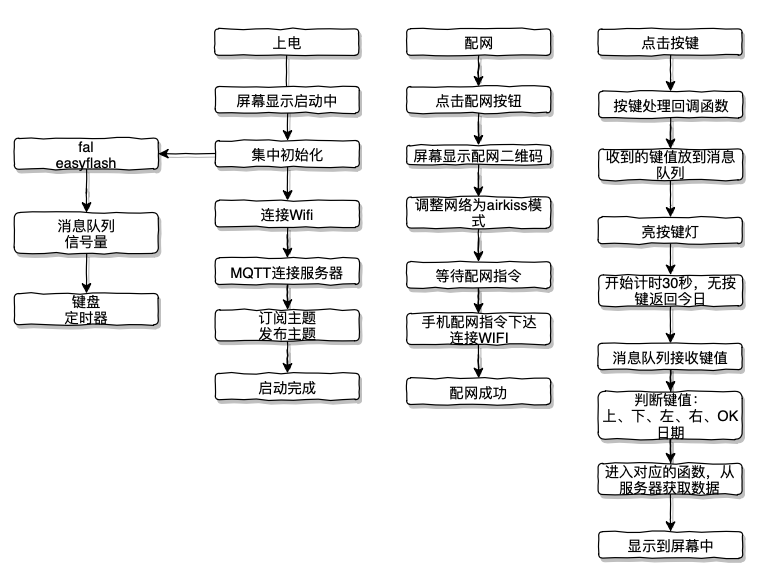 上电
屏幕显示启动中
集中初始化
fal
easyflash
消息队列
信号量
键盘
定时器
连接Wifi
MQTT连接服务器
订阅主题
发布主题
启动完成
配网
点击配网按钮
屏幕显示配网二维码
调整网络为airkiss模
式
等待配网指令
手机配网指令下达
连接WIFI
配网成功
点击按键
按键处理回调函数
收到的键值放到消息
队列
亮按键灯
开始计时30秒，无按
键返回今日
消息队列接收键值
判断键值：
上、下、左、右、OK
日期
进入对应的函数，从
服务器获取数据
显示到屏幕中